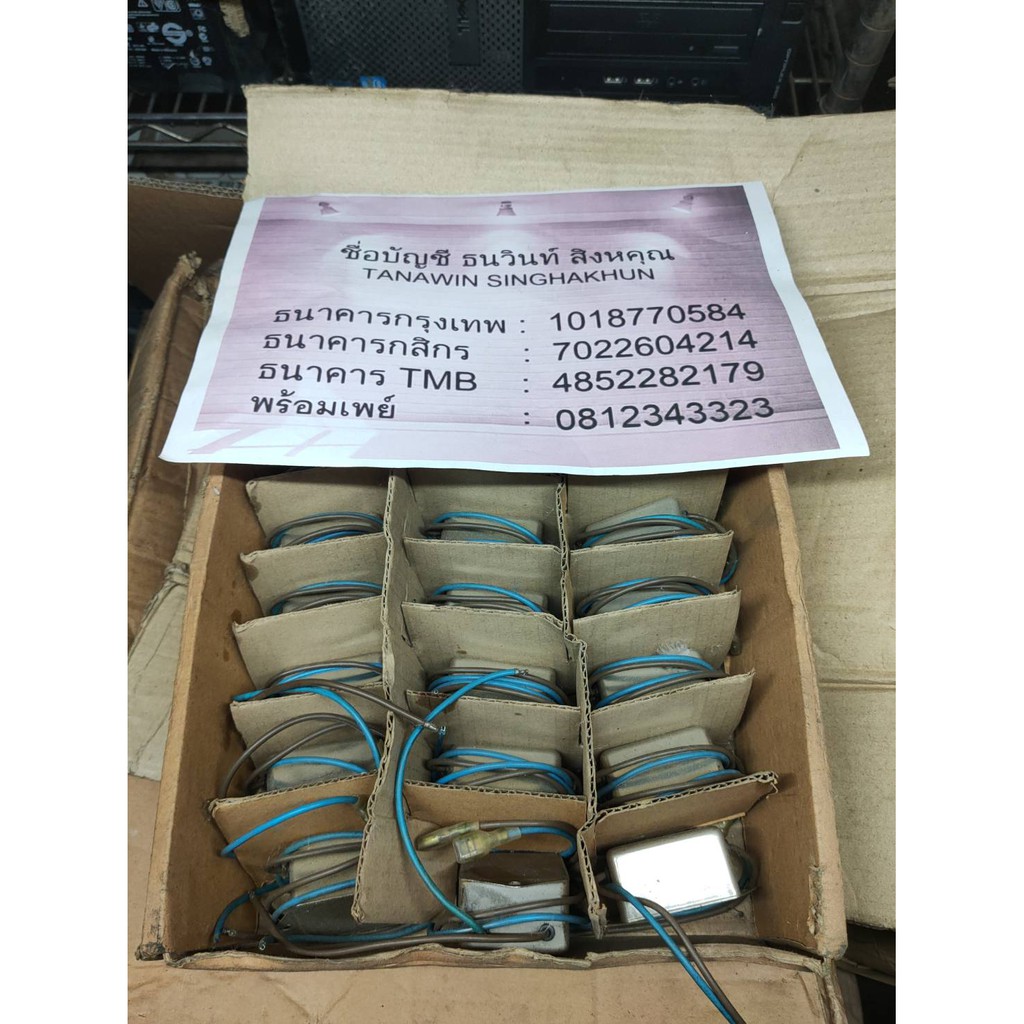 ชื่อบัญชี ธนวินท์ สิงหคุณ
TANAWIN SINGHAKHUN
ธนาคารกรุงเทพ : 1018770584
ธนาคารกสิกร : 7022604214
ธนาคาร TMB : 4852282179
พร้อมเพย์ : 0812343323